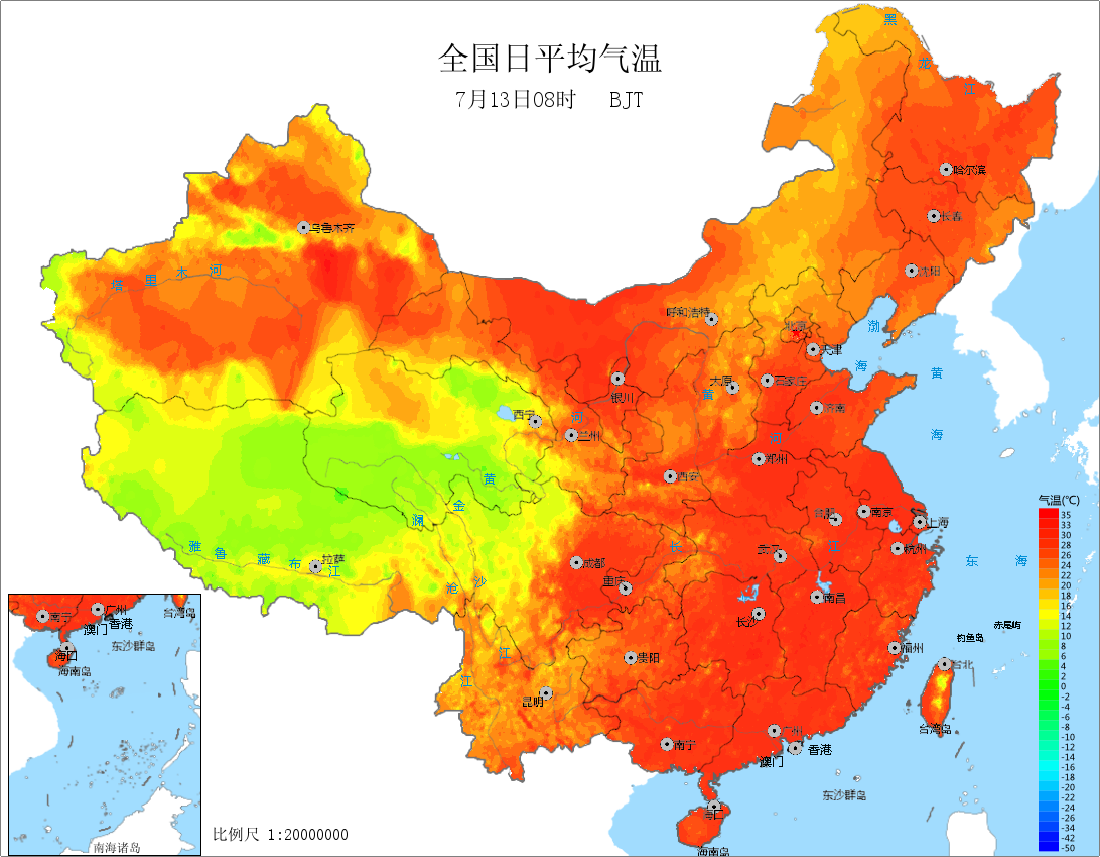 全国日平均气温
7月13日08时 BJT
黑
龙
江
哈尔滨
长春
沈阳
乌鲁木齐
塔 里 木 河
呼和浩特
北京
天津
渤
海
黄
海
太原
石家庄
黄
银川
济南
西宁
河
兰州
河
郑州
西安
黄
金
澜
合肥
南京
上海
杭州
长
武汉
江
东 海
雅 鲁 藏 布 江
拉萨
成都
重庆
沧 沙
南昌
长沙
赤尾屿
钓鱼岛
福州
贵阳
台北
江
江
昆明
台湾岛
南宁
广州
澳门
香港
东沙群岛
海口
海南岛
气温(℃)
35
33
30
28
26
24
22
20
18
16
14
12
10
8
6
4
2
0
-2
-4
-6
-8
-10
-12
-14
-16
-18
-20
-22
-24
-26
-34
-42
-50
南宁
广州
台湾岛
澳门
香港
海口
东沙群岛
海南岛
南海诸岛
比例尺 1:20000000